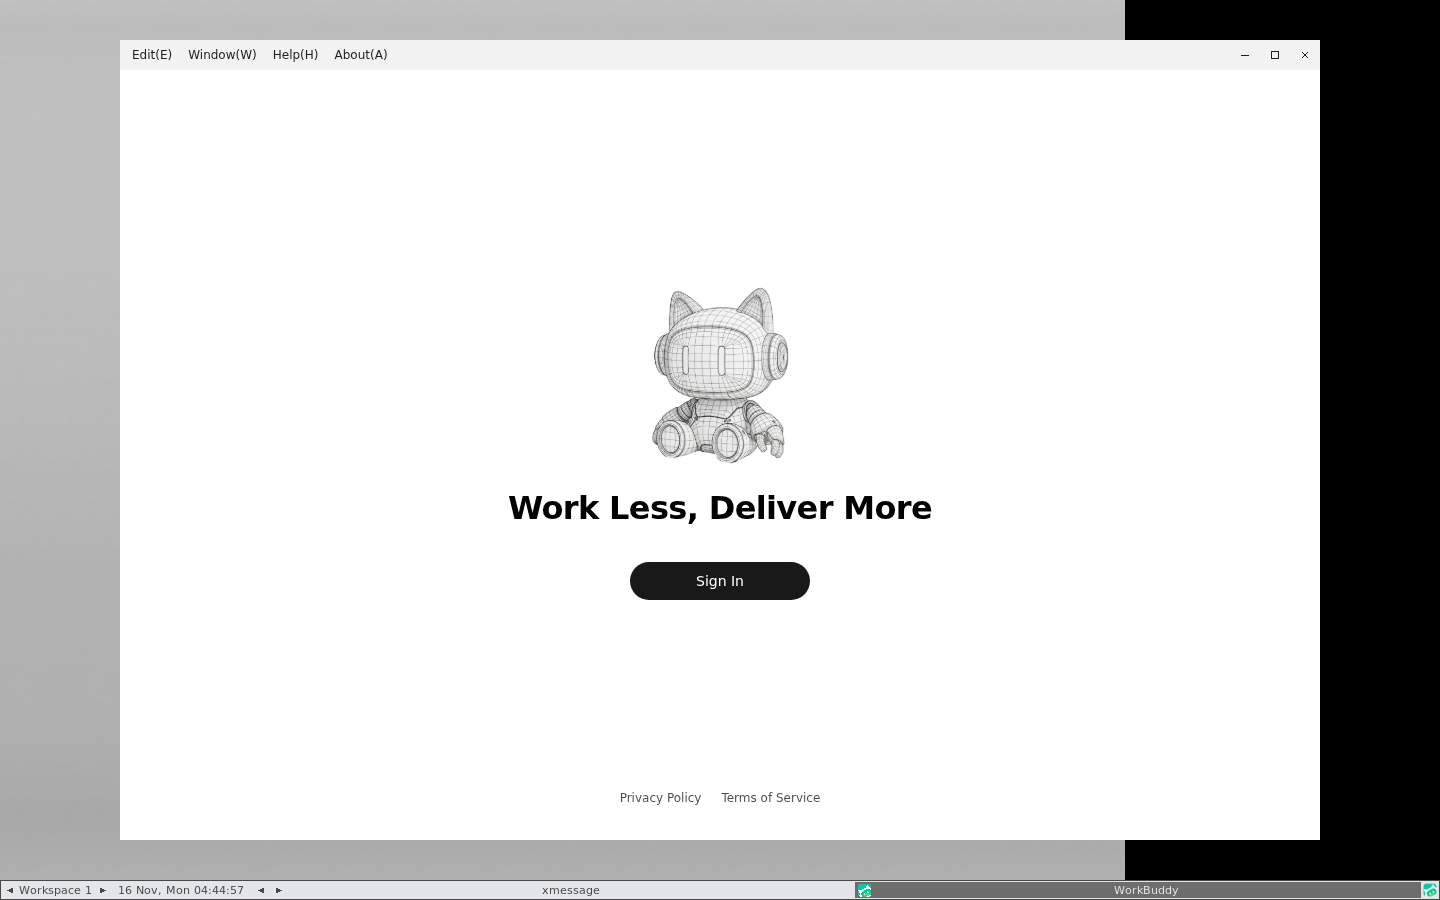 Edit(E) Window(W) Help(H) About(A)
Work Less, Deliver More
Sign In
Privacy Policy Terms of Service
Workspace 1 16 Nov, Mon 04:44:57 xmessage WorkBuddy